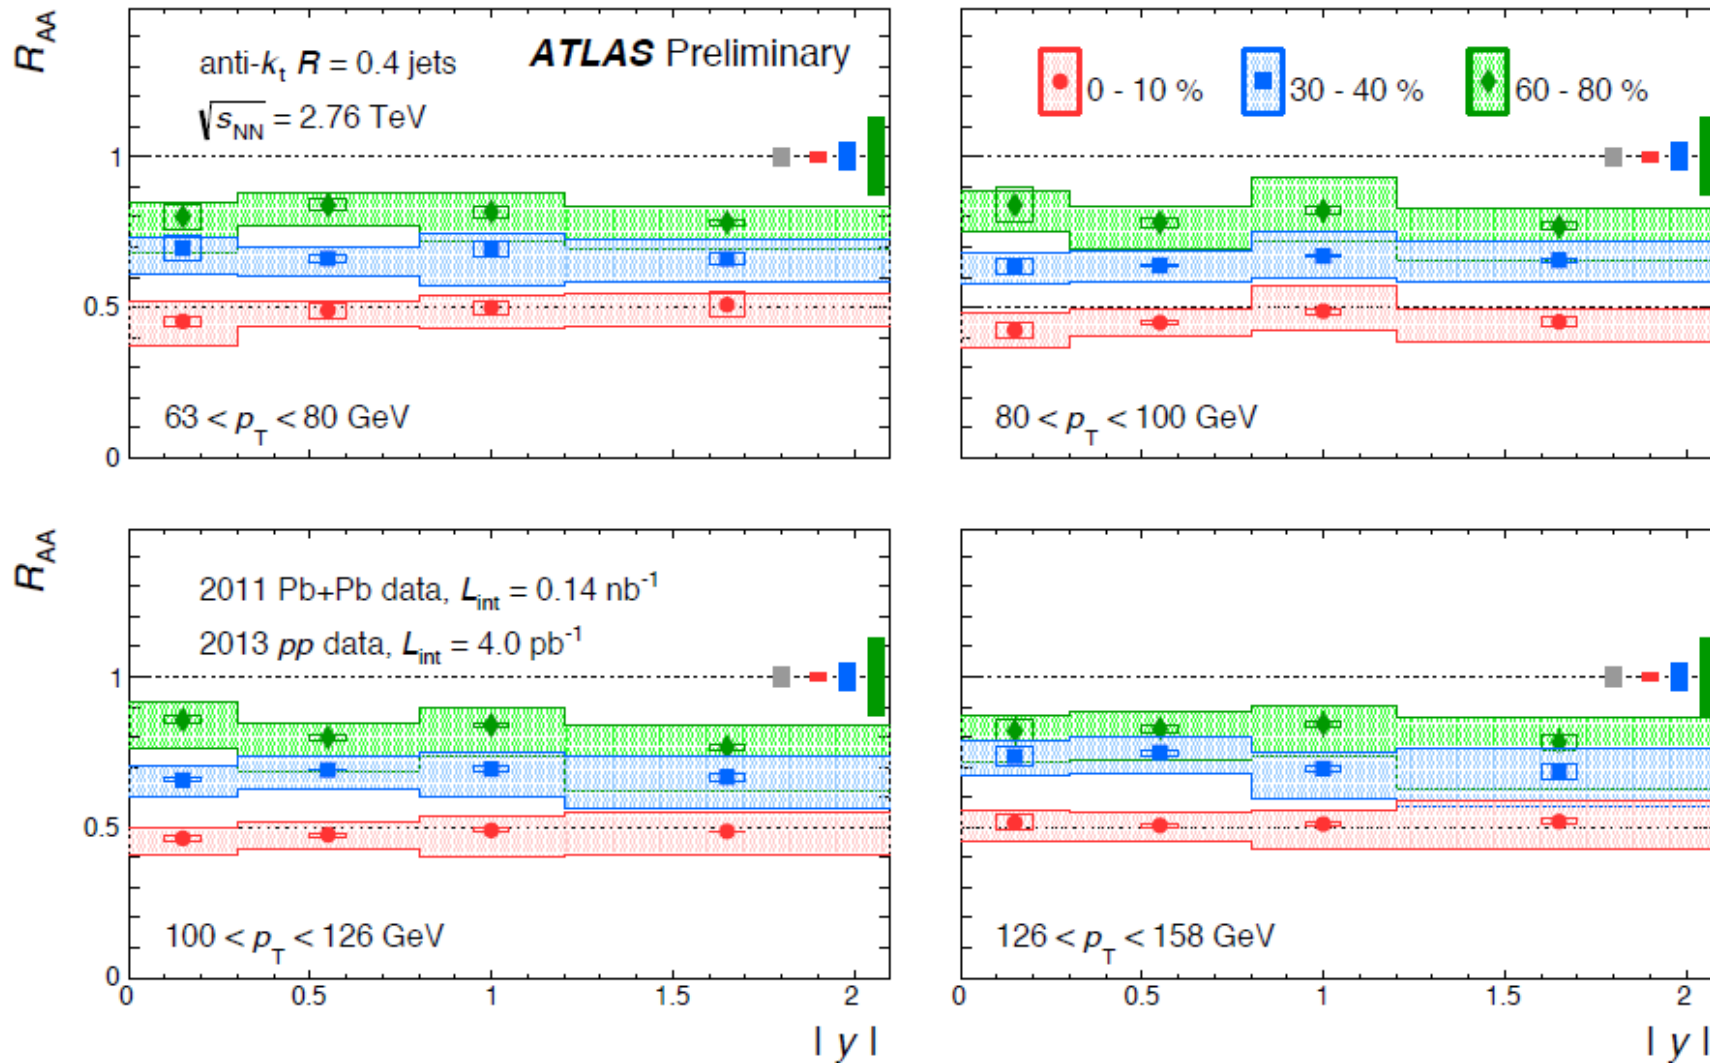 R_AA
anti-k_t R = 0.4 jets
ATLAS Preliminary
√s_NN = 2.76 TeV
0 - 10 %
30 - 40 %
60 - 80 %
1
0.5
0
63 < p_T < 80 GeV
80 < p_T < 100 GeV
R_AA
2011 Pb+Pb data, L_int = 0.14 nb^-1
2013 pp data, L_int = 4.0 pb^-1
1
0.5
0
100 < p_T < 126 GeV
126 < p_T < 158 GeV
0 0.5 1 1.5 2
0 0.5 1 1.5 2
| y |
| y |